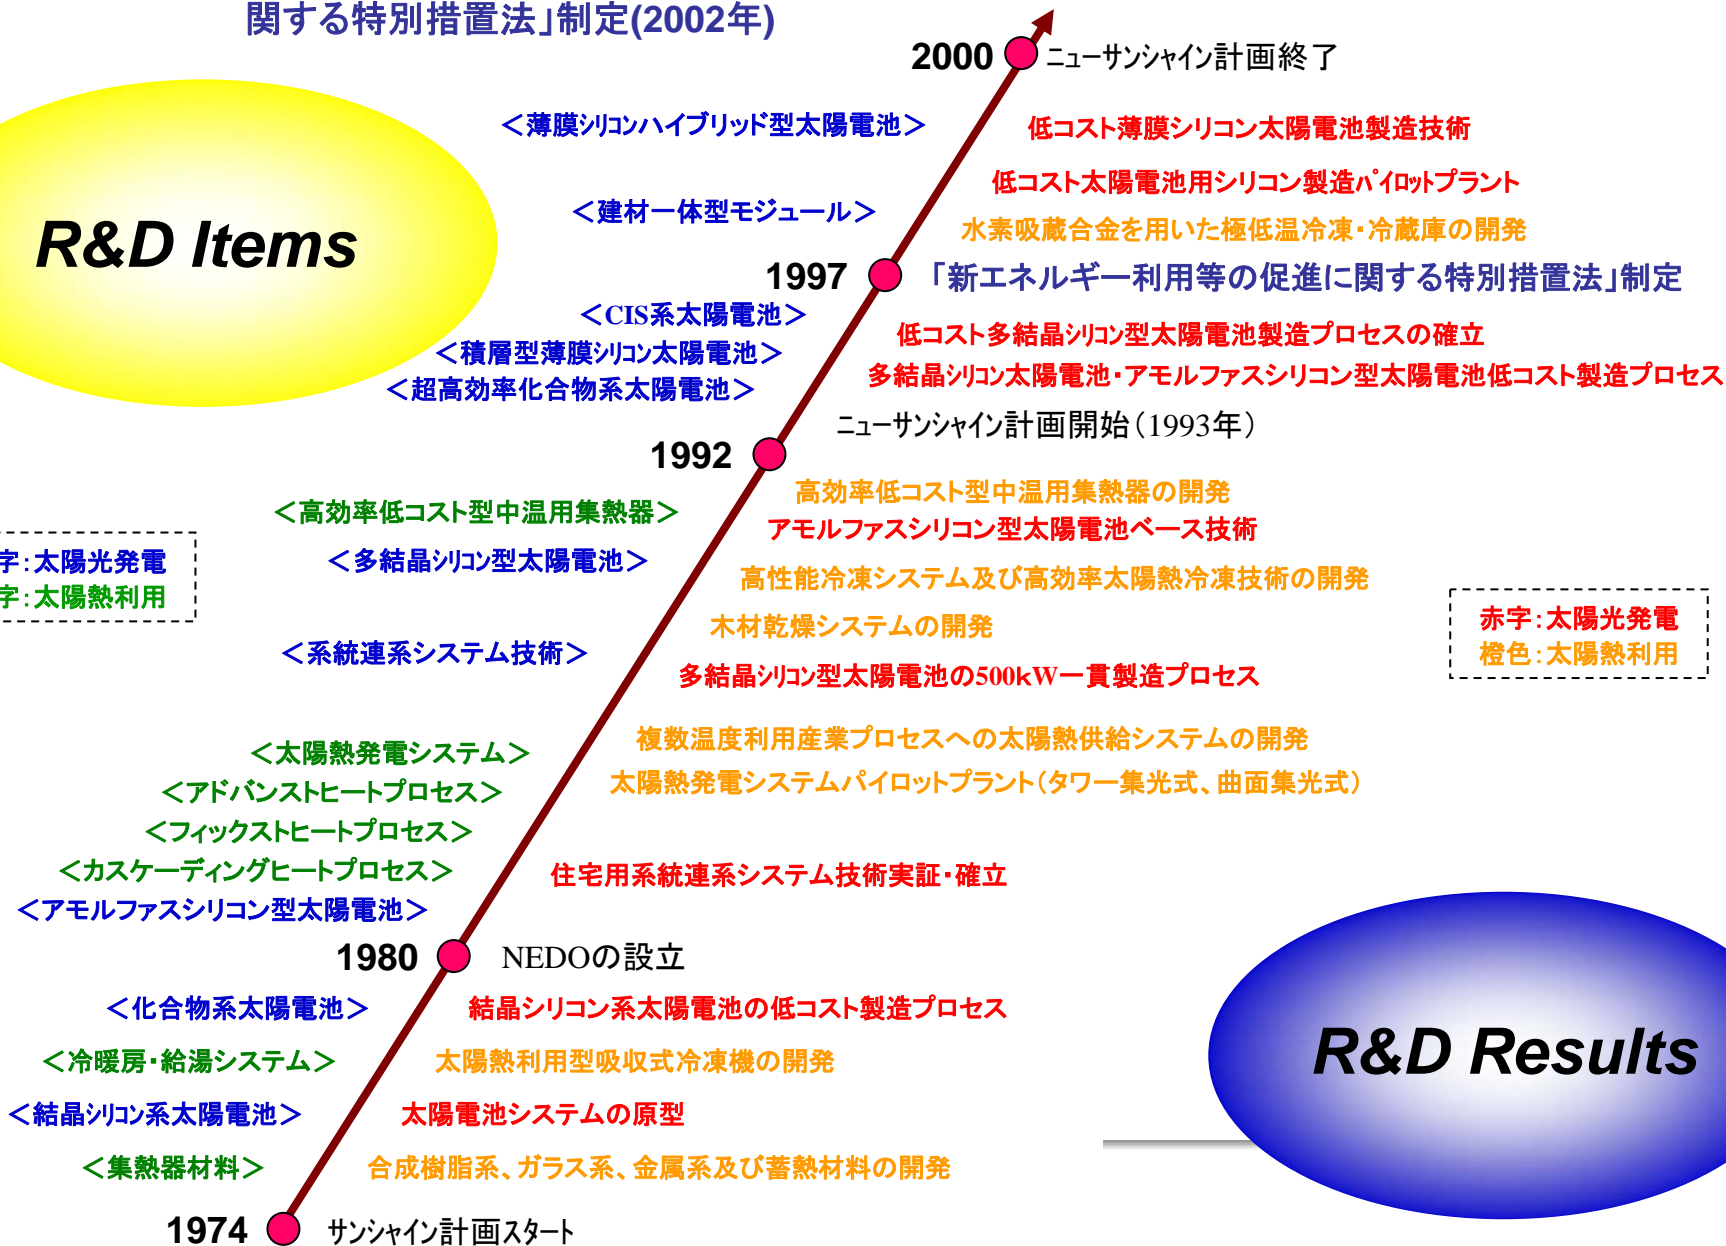 関する特別措置法」制定(2002年)
2000
ニューサンシャイン計画終了
＜薄膜シリコンハイブリッド型太陽電池＞
低コスト薄膜シリコン太陽電池製造技術
低コスト太陽電池用シリコン製造パイロットプラント
＜建材一体型モジュール＞
水素吸蔵合金を用いた極低温冷凍・冷蔵庫の開発
R&D Items
1997
「新エネルギー利用等の促進に関する特別措置法」制定
＜CIS系太陽電池＞
低コスト多結晶シリコン型太陽電池製造プロセスの確立
＜積層型薄膜シリコン太陽電池＞
多結晶シリコン太陽電池・アモルファスシリコン型太陽電池低コスト製造プロセス
＜超高効率化合物系太陽電池＞
ニューサンシャイン計画開始（1993年）
1992
高効率低コスト型中温用集熱器の開発
＜高効率低コスト型中温用集熱器＞
アモルファスシリコン型太陽電池ベース技術
字：太陽光発電
＜多結晶シリコン型太陽電池＞
高性能冷凍システム及び高効率太陽熱冷凍技術の開発
字：太陽熱利用
木材乾燥システムの開発
赤字：太陽光発電
橙色：太陽熱利用
＜系統連系システム技術＞
多結晶シリコン型太陽電池の500kW一貫製造プロセス
複数温度利用産業プロセスへの太陽熱供給システムの開発
＜太陽熱発電システム＞
太陽熱発電システムパイロットプラント（タワー集光式、曲面集光式）
＜アドバンストヒートプロセス＞
＜フィックストヒートプロセス＞
＜カスケーディングヒートプロセス＞
住宅用系統連系システム技術実証・確立
＜アモルファスシリコン型太陽電池＞
1980
NEDOの設立
＜化合物系太陽電池＞
結晶シリコン系太陽電池の低コスト製造プロセス
R&D Results
＜冷暖房・給湯システム＞
太陽熱利用型吸収式冷凍機の開発
＜結晶シリコン系太陽電池＞
太陽電池システムの原型
＜集熱器材料＞
合成樹脂系、ガラス系、金属系及び蓄熱材料の開発
1974
サンシャイン計画スタート